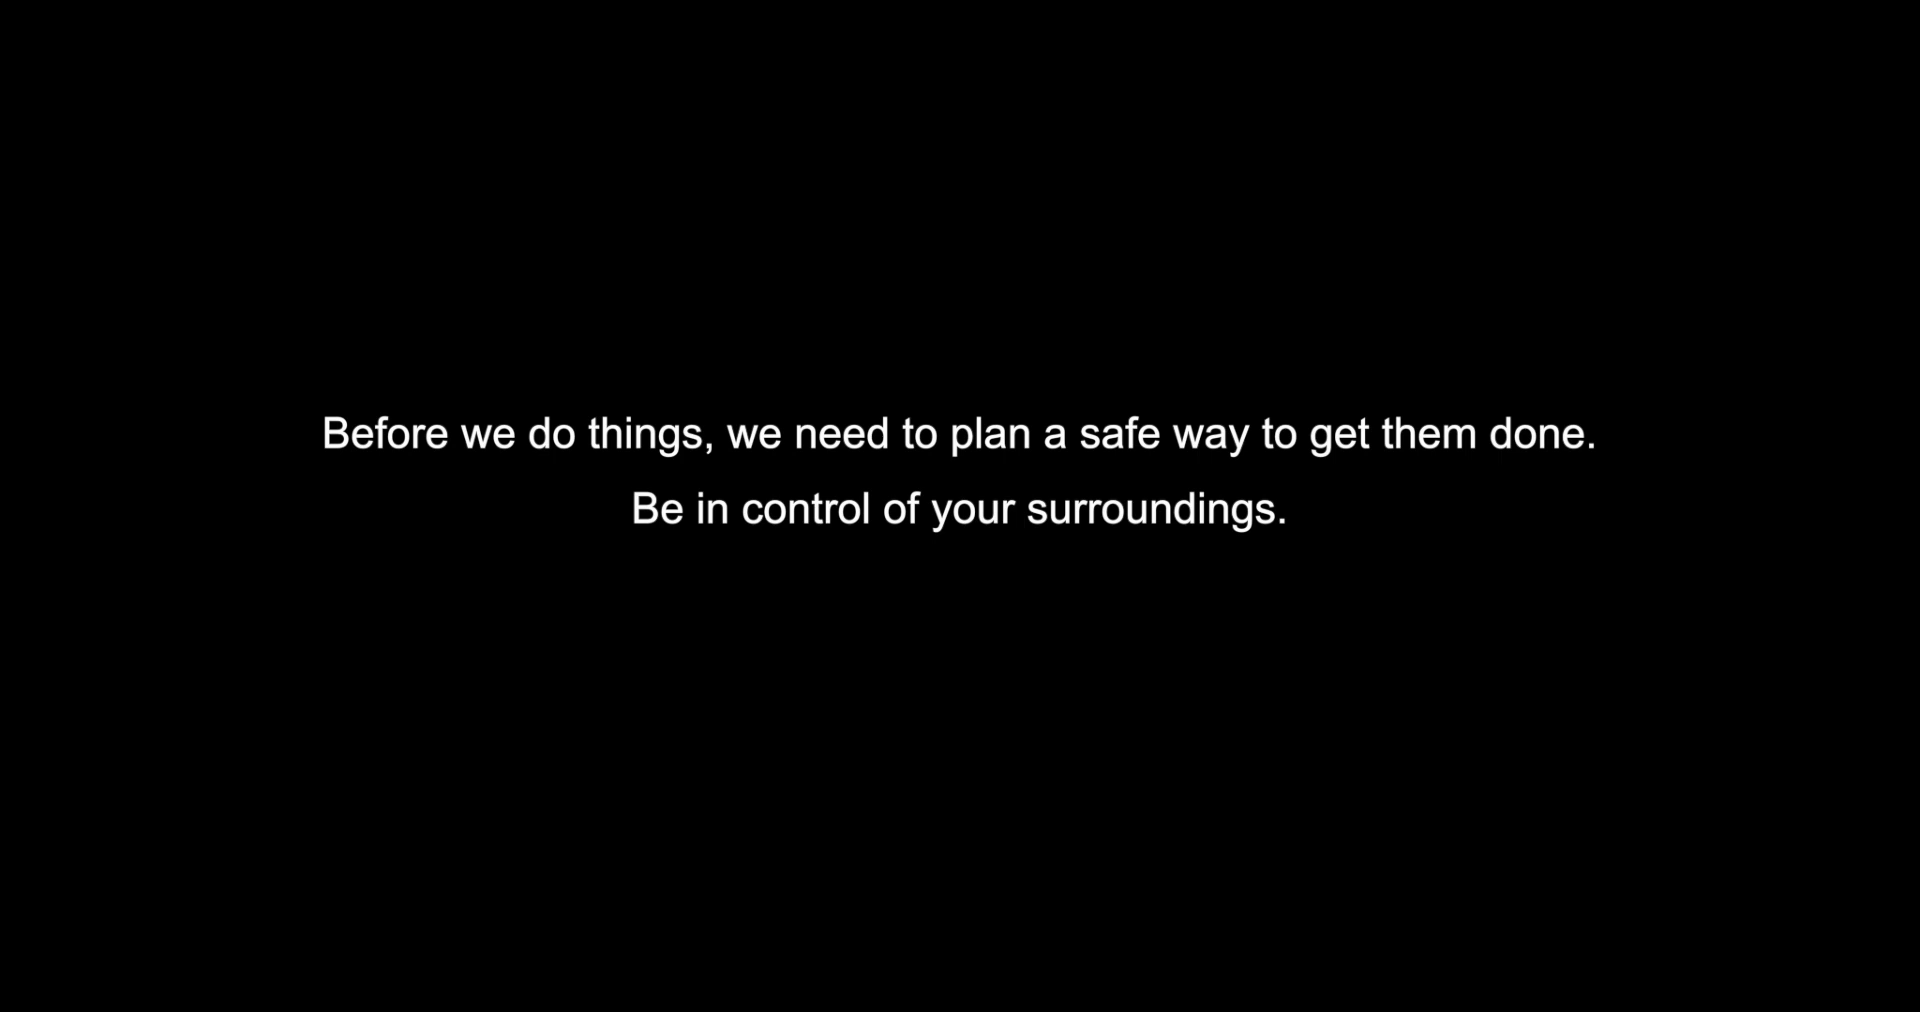 Before we do things, we need to plan a safe way to get them done.
Be in control of your surroundings.